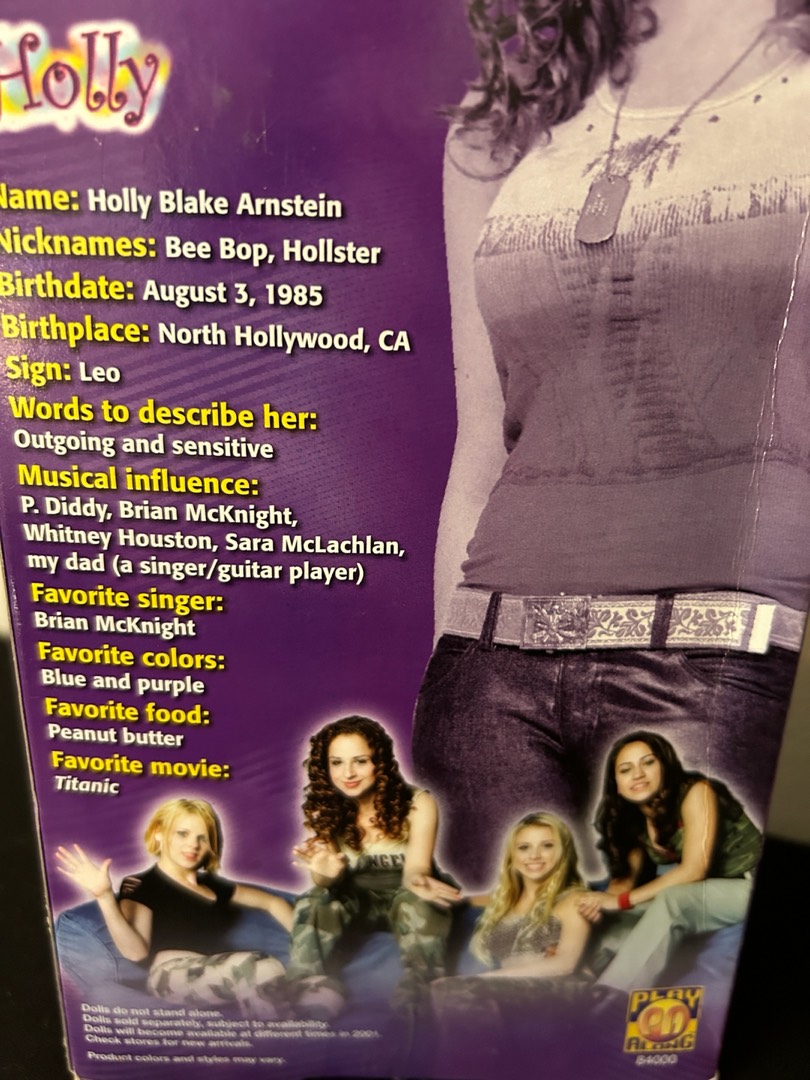 Holly
Name: Holly Blake Arnstein
Nicknames: Bee Bop, Hollster
Birthdate: August 3, 1985
Birthplace: North Hollywood, CA
Sign: Leo
Words to describe her:
Outgoing and sensitive
Musical influence:
P. Diddy, Brian McKnight,
Whitney Houston, Sara McLachlan,
my dad (a singer/guitar player)
Favorite singer:
Brian McKnight
Favorite colors:
Blue and purple
Favorite food:
Peanut butter
Favorite movie:
Titanic
Dolls do not stand alone.
Dolls sold separately, subject to availability.
Dolls will become available at different times in 2001.
Check stores for new arrivals.
Product colors and styles may vary.
PLAY
ALONG